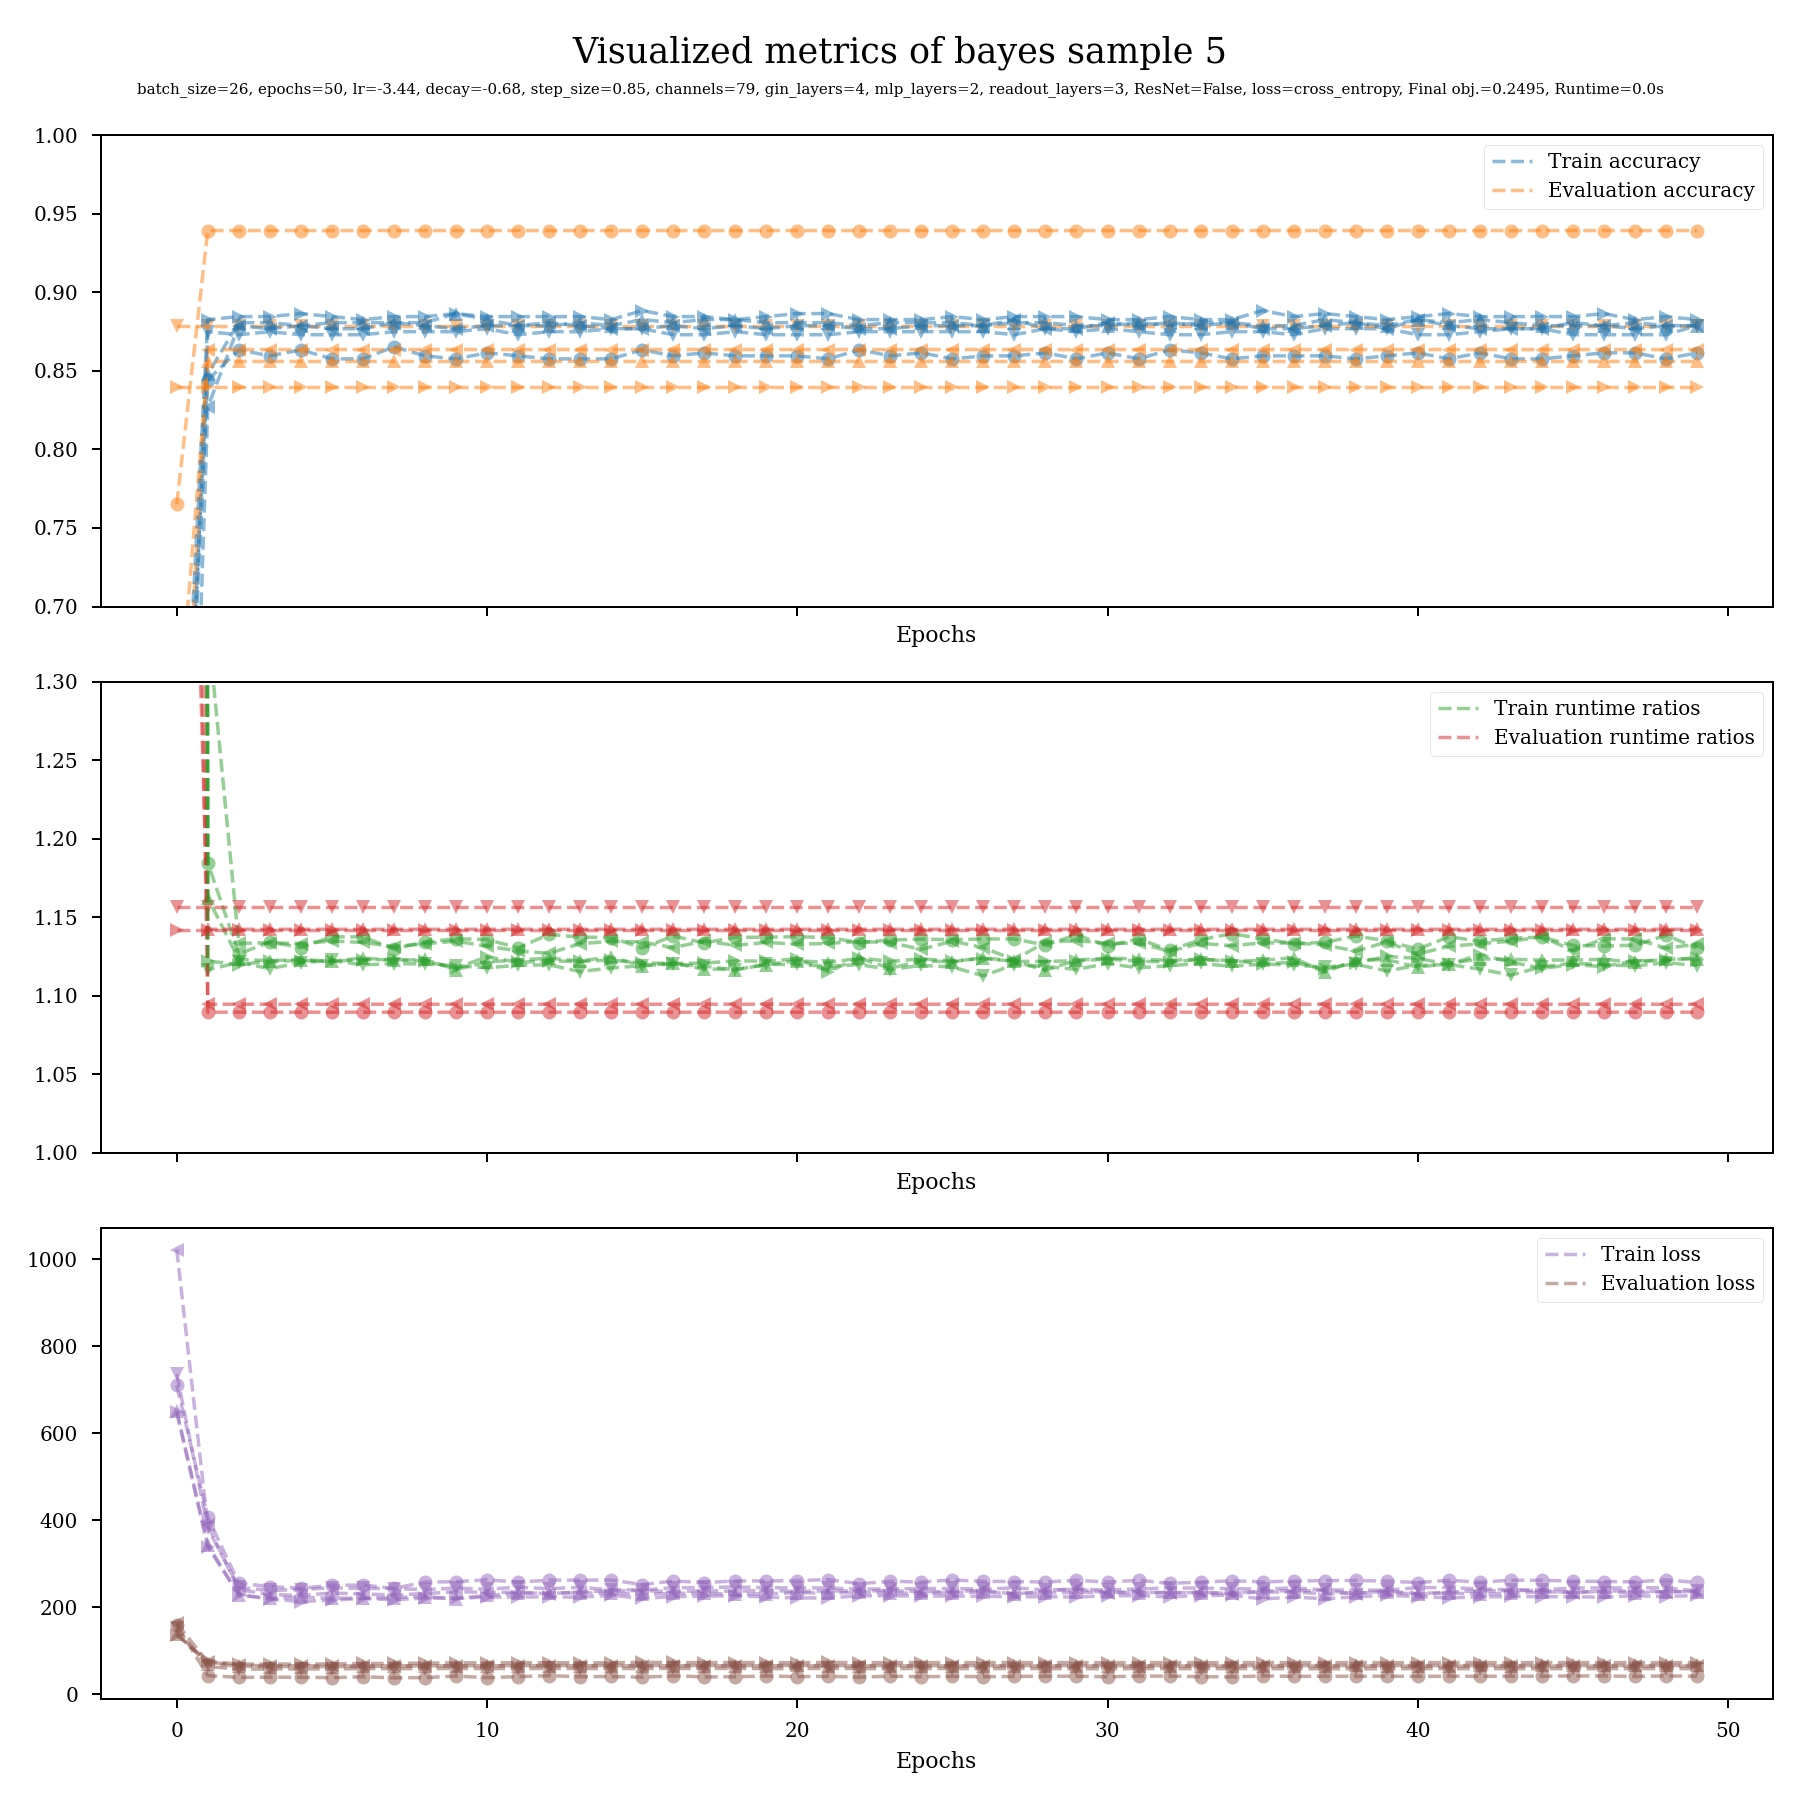 Visualized metrics of bayes sample 5
batch_size=26, epochs=50, lr=-3.44, decay=-0.68, step_size=0.85, channels=79, gin_layers=4, mlp_layers=2, readout_layers=3, ResNet=False, loss=cross_entropy, Final obj.=0.2495, Runtime=0.0s
1.00
0.95
0.90
0.85
0.80
0.75
0.70
Train accuracy
Evaluation accuracy
Epochs
1.30
1.25
1.20
1.15
1.10
1.05
1.00
Train runtime ratios
Evaluation runtime ratios
Epochs
1000
800
600
400
200
0
Train loss
Evaluation loss
0 10 20 30 40 50
Epochs